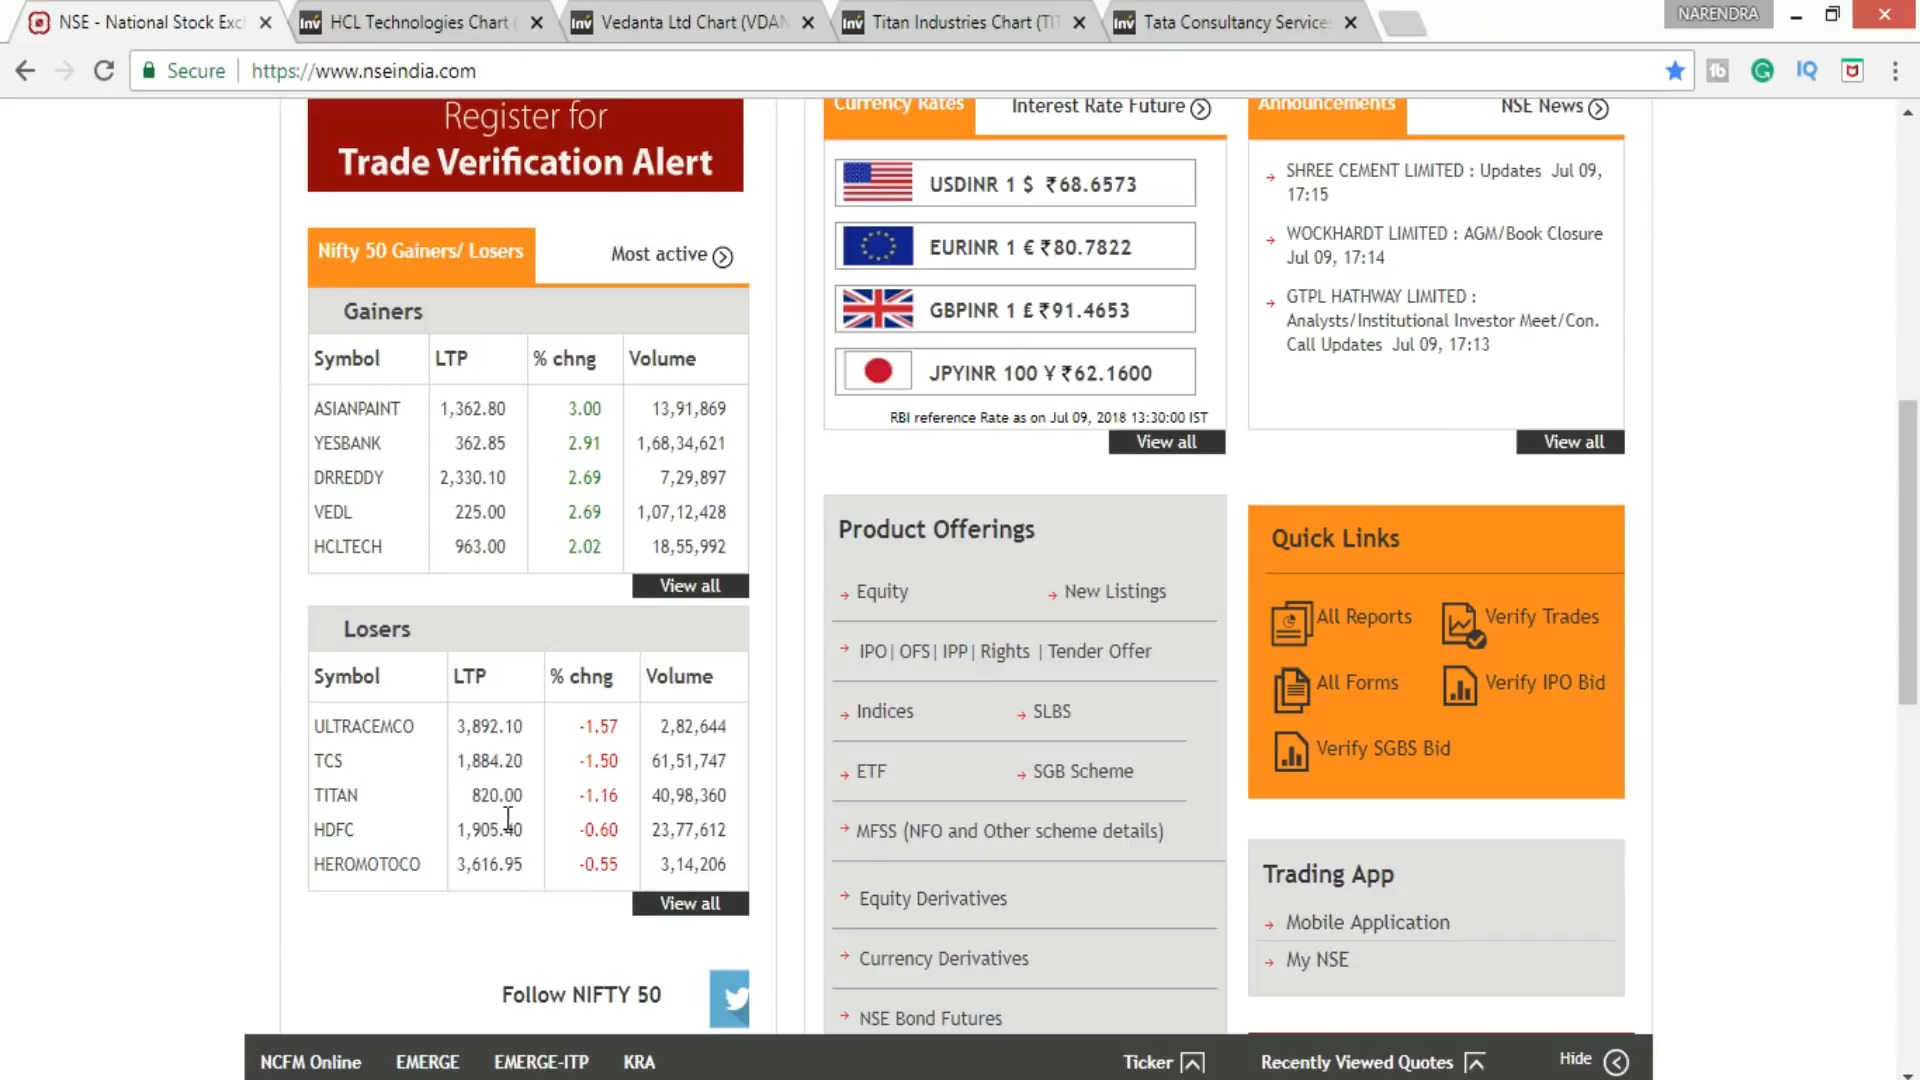 NSE - National Stock Exc
HCL Technologies Chart (
Vedanta Ltd Chart (VDAN
Titan Industries Chart (TIT
Tata Consultancy Services
NARENDRA
Secure
https://www.nseindia.com
Register for
Trade Verification Alert
Currency Rates
Interest Rate Future
Announcements
NSE News
USDINR 1 $ ₹68.6573
EURINR 1 € ₹80.7822
GBPINR 1 £ ₹91.4653
JPYINR 100 ¥ ₹62.1600
RBI reference Rate as on Jul 09, 2018 13:30:00 IST
View all
SHREE CEMENT LIMITED : Updates Jul 09,
17:15
WOCKHARDT LIMITED : AGM/Book Closure
Jul 09, 17:14
GTPL HATHWAY LIMITED :
Analysts/Institutional Investor Meet/Con.
Call Updates Jul 09, 17:13
View all
Nifty 50 Gainers/ Losers
Most active
Gainers
Symbol LTP % chng Volume
ASIANPAINT 1,362.80 3.00 13,91,869
YESBANK 362.85 2.91 1,68,34,621
DRREDDY 2,330.10 2.69 7,29,897
VEDL 225.00 2.69 1,07,12,428
HCLTECH 963.00 2.02 18,55,992
View all
Losers
Symbol LTP % chng Volume
ULTRACEMCO 3,892.10 -1.57 2,82,644
TCS 1,884.20 -1.50 61,51,747
TITAN 820.00 -1.16 40,98,360
HDFC 1,905.40 -0.60 23,77,612
HEROMOTOCO 3,616.95 -0.55 3,14,206
View all
Follow NIFTY 50
Product Offerings
Equity New Listings
IPO| OFS| IPP| Rights | Tender Offer
Indices SLBS
ETF SGB Scheme
MFSS (NFO and Other scheme details)
Equity Derivatives
Currency Derivatives
NSE Bond Futures
Quick Links
All Reports Verify Trades
All Forms Verify IPO Bid
Verify SGBS Bid
Trading App
Mobile Application
My NSE
NCFM Online EMERGE EMERGE-ITP KRA Ticker Recently Viewed Quotes Hide